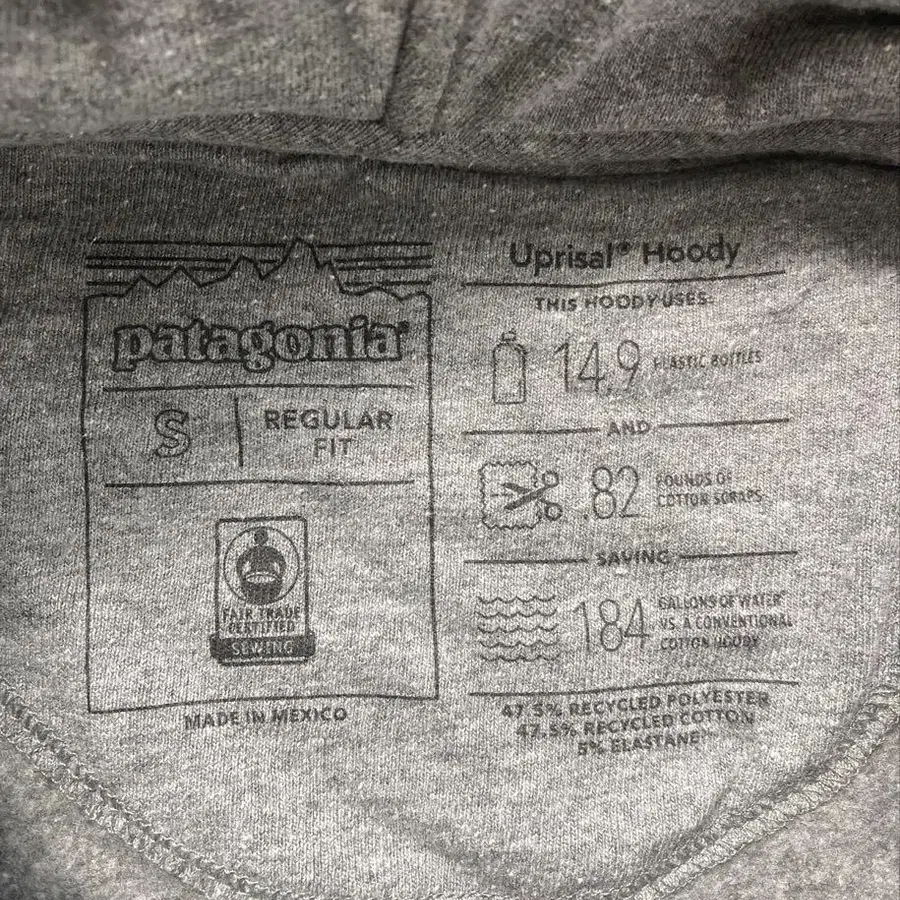 patagonia®
S
REGULAR
FIT
FAIR TRADE
CERTIFIED
SEWING
MADE IN MEXICO
Uprisal® Hoody
THIS HOODY USES:
14.9 PLASTIC BOTTLES
AND
.82 POUNDS OF
COTTON SCRAPS
SAVING
184 GALLONS OF WATER*
VS. A CONVENTIONAL
COTTON HOODY
47.5% RECYCLED POLYESTER
47.5% RECYCLED COTTON
5% ELASTANE